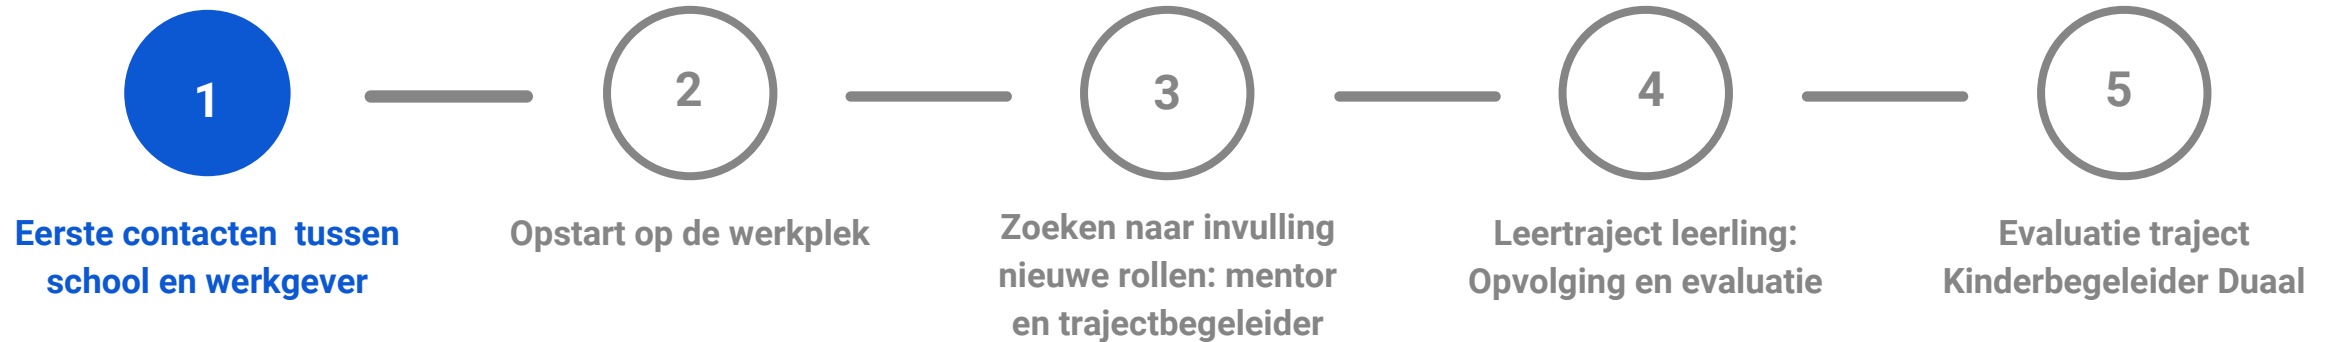 1
2
3
4
5
Eerste contacten tussen
school en werkgever
Opstart op de werkplek
Zoeken naar invulling
nieuwe rollen: mentor
en trajectbegeleider
Leertraject leerling:
Opvolging en evaluatie
Evaluatie traject
Kinderbegeleider Duaal